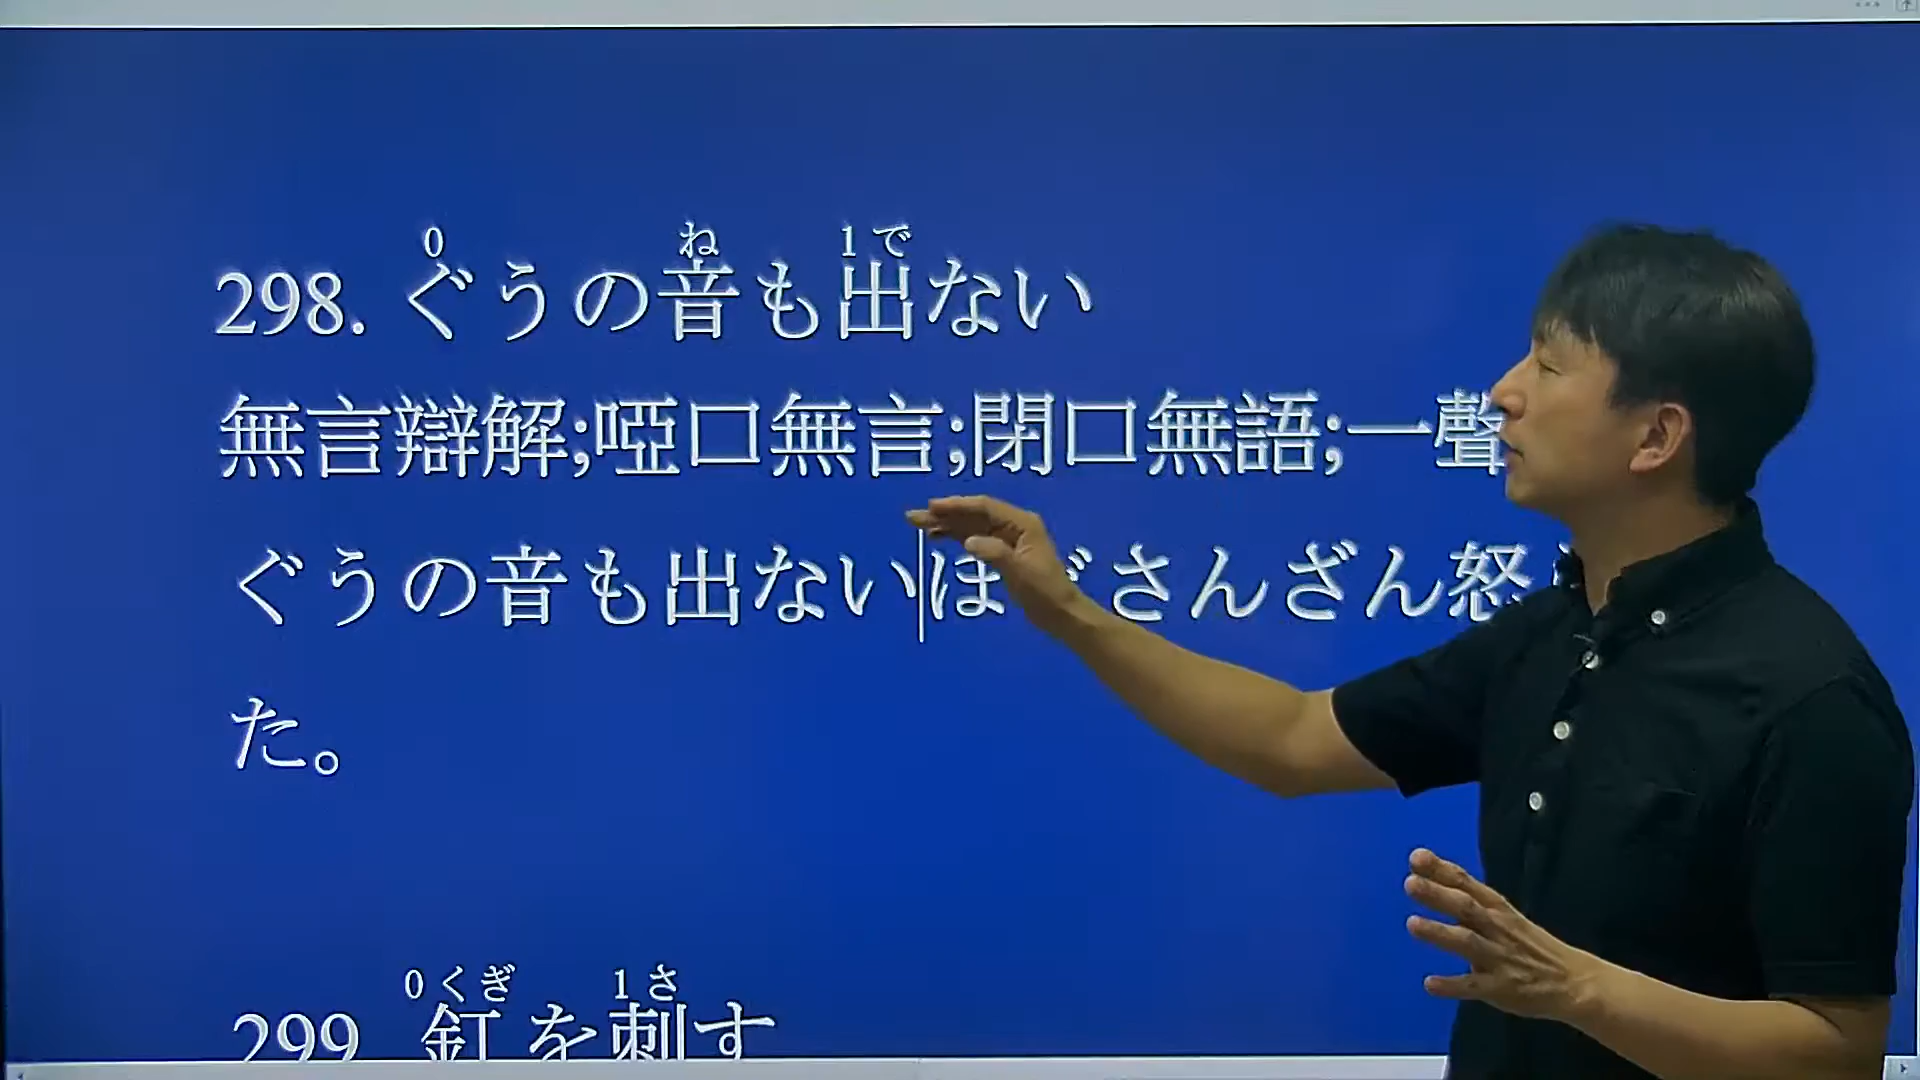 0 ね 1 で
298. ぐうの音も出ない
無言辯解;啞口無言;閉口無語;一聲
ぐうの音も出ないほどさんざん怒
た。
0 くぎ 1 さ
299 釘を刺す